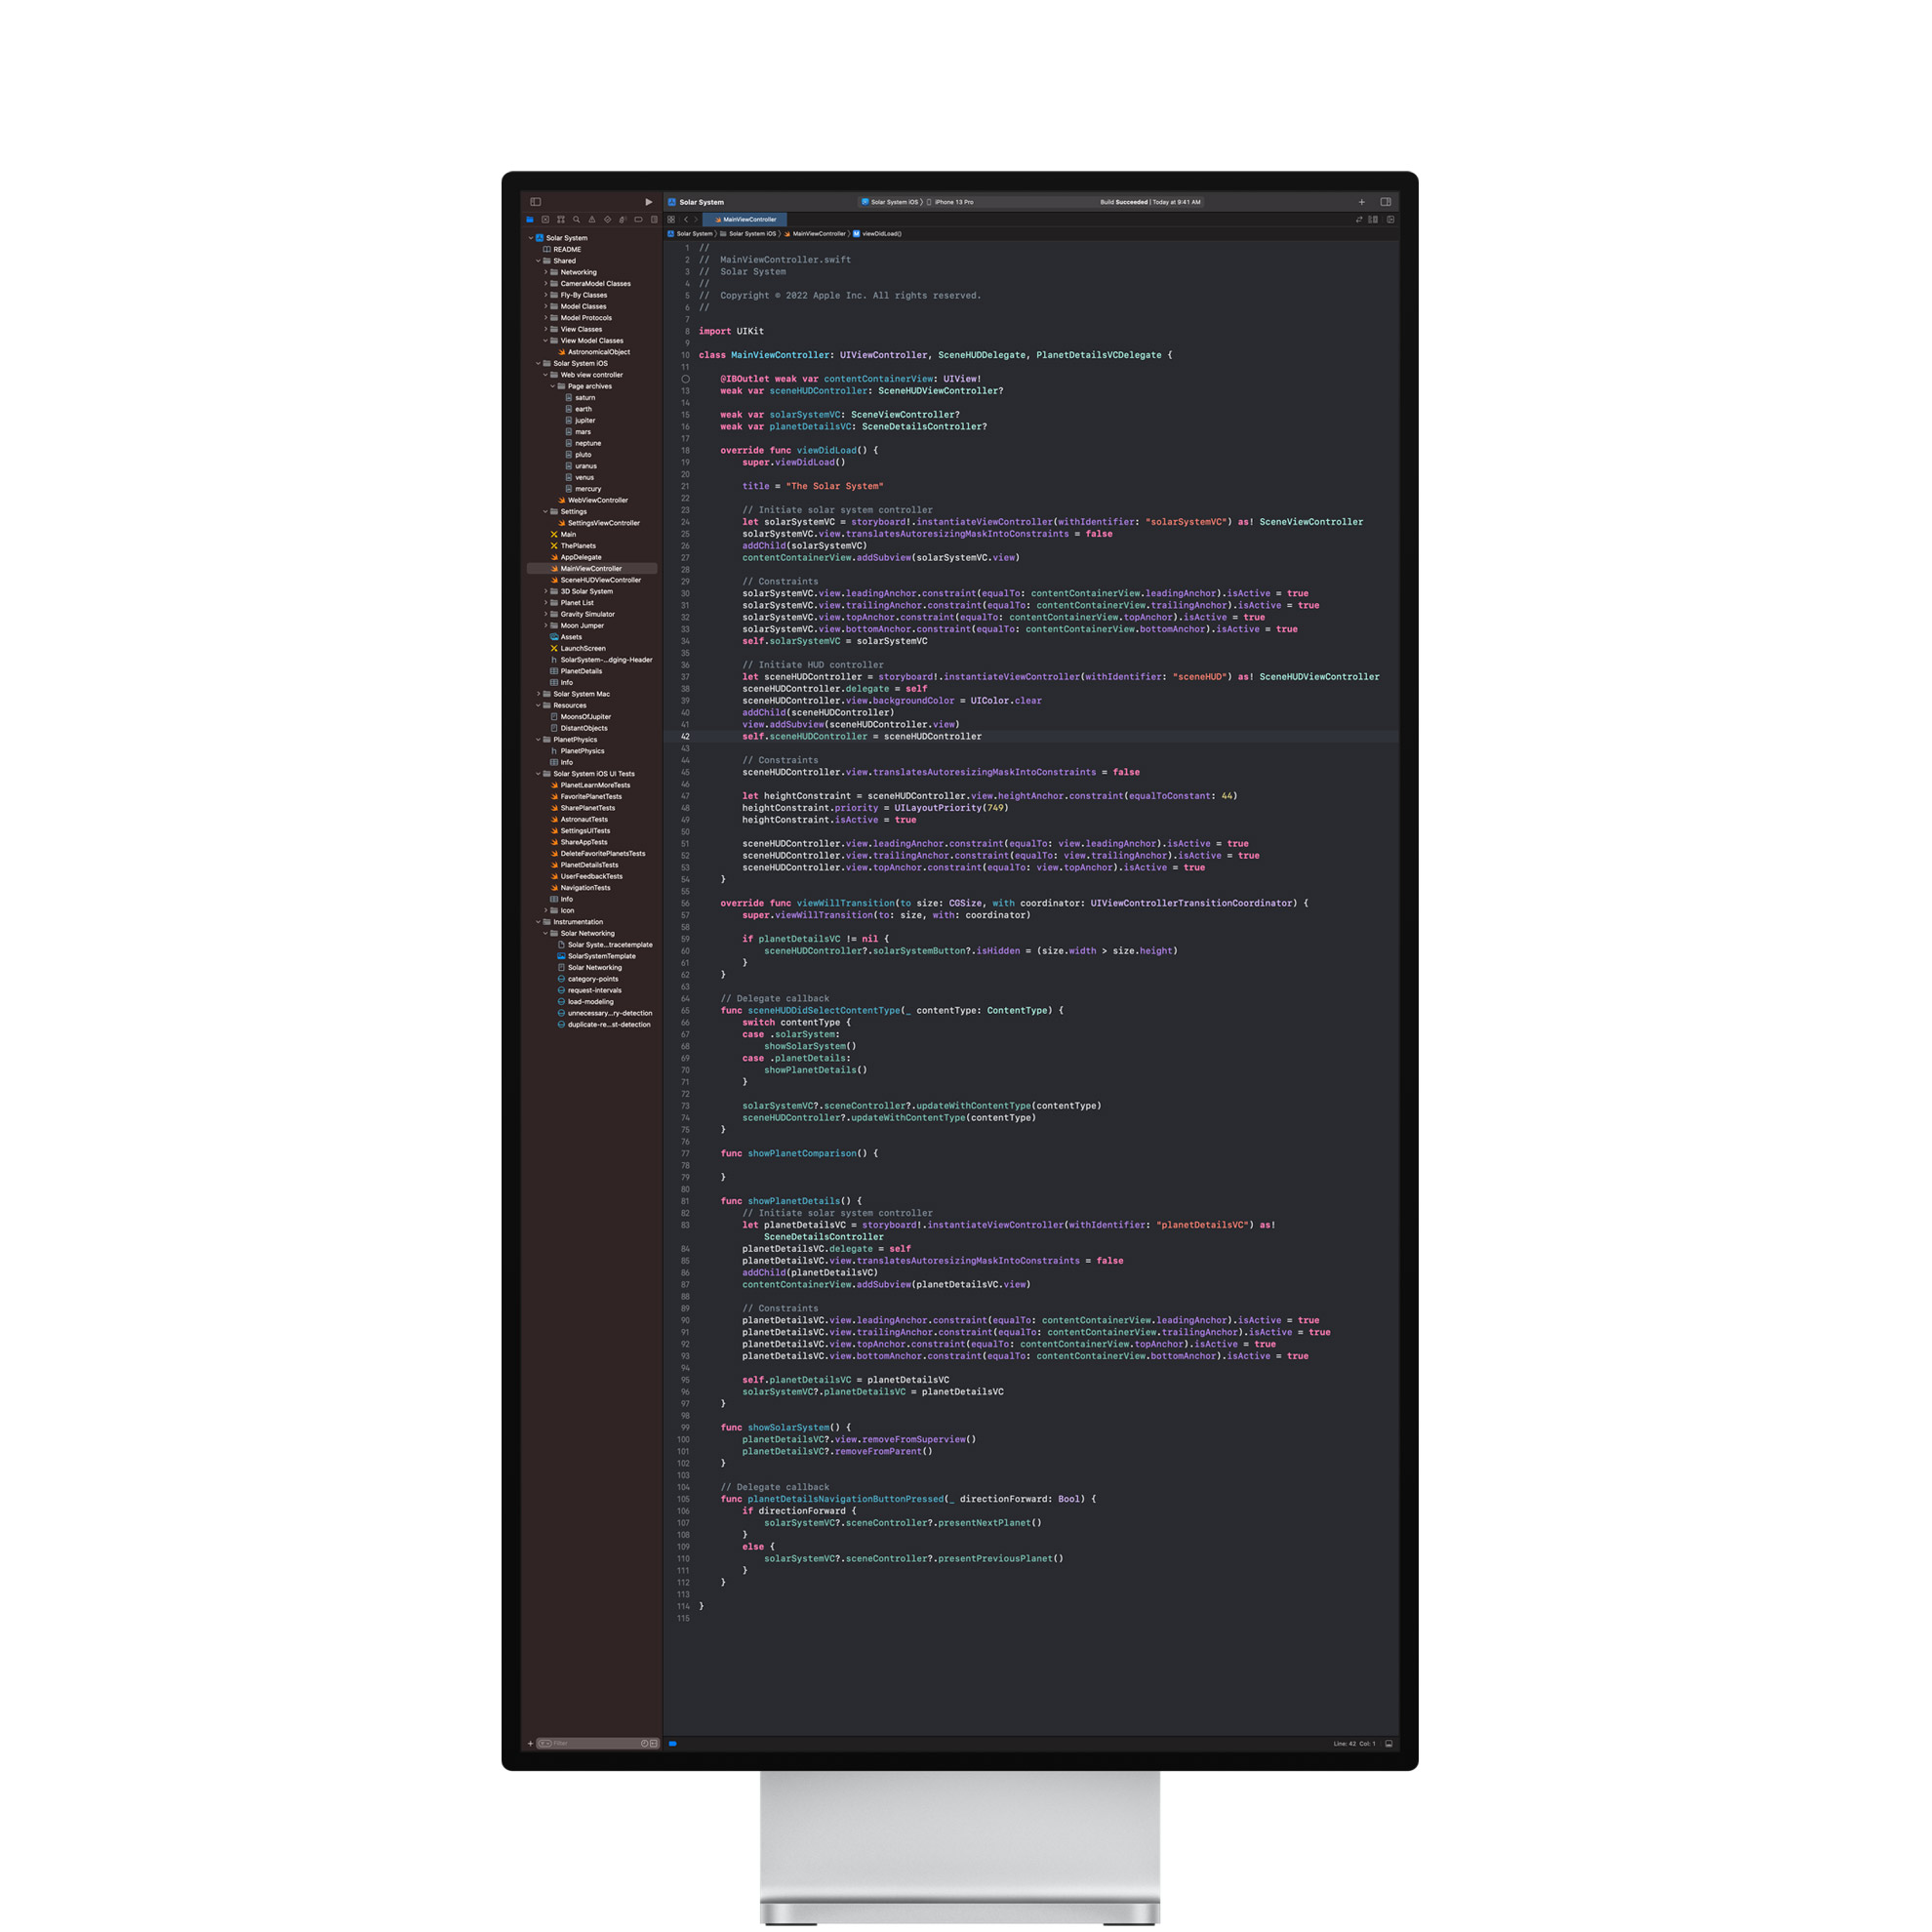 Solar System
Solar System iOS
iPhone 13 Pro
Build Succeeded | Today at 9:41 AM
MainViewController
Solar System
Solar System iOS
MainViewController
M viewDidLoad()
Solar System
README
Shared
Networking
CameraModel Classes
Fly-By Classes
Model Classes
Model Protocols
View Classes
View Model Classes
AstronomicalObject
Solar System iOS
Web view controller
Page archives
saturn
earth
jupiter
mars
neptune
pluto
uranus
venus
mercury
WebViewController
Settings
SettingsViewController
Main
ThePlanets
AppDelegate
MainViewController
SceneHUDViewController
3D Solar System
Planet List
Gravity Simulator
Moon Jumper
Assets
LaunchScreen
h SolarSystem-...dging-Header
PlanetDetails
Info
Solar System Mac
Resources
MoonsOfJupiter
DistantObjects
PlanetPhysics
h PlanetPhysics
Info
Solar System iOS UI Tests
PlanetLearnMoreTests
FavoritePlanetTests
SharePlanetTests
AstronautTests
SettingsUITests
ShareAppTests
DeleteFavoritePlanetsTests
PlanetDetailsTests
UserFeedbackTests
NavigationTests
Info
Icon
Instrumentation
Solar Networking
Solar Syste...tracetemplate
SolarSystemTemplate
Solar Networking
category-points
request-intervals
load-modeling
unnecessary...ry-detection
duplicate-re...st-detection
Filter
1 //
2 //  MainViewController.swift
3 //  Solar System
4 //
5 //  Copyright © 2022 Apple Inc. All rights reserved.
6 //
7
8 import UIKit
9
10 class MainViewController: UIViewController, SceneHUDDelegate, PlanetDetailsVCDelegate {
11
@IBOutlet weak var contentContainerView: UIView!
13 weak var sceneHUDController: SceneHUDViewController?
14
15 weak var solarSystemVC: SceneViewController?
16 weak var planetDetailsVC: SceneDetailsController?
17
18 override func viewDidLoad() {
19 super.viewDidLoad()
20
21 title = "The Solar System"
22
23 // Initiate solar system controller
24 let solarSystemVC = storyboard!.instantiateViewController(withIdentifier: "solarSystemVC") as! SceneViewController
25 solarSystemVC.view.translatesAutoresizingMaskIntoConstraints = false
26 addChild(solarSystemVC)
27 contentContainerView.addSubview(solarSystemVC.view)
28
29 // Constraints
30 solarSystemVC.view.leadingAnchor.constraint(equalTo: contentContainerView.leadingAnchor).isActive = true
31 solarSystemVC.view.trailingAnchor.constraint(equalTo: contentContainerView.trailingAnchor).isActive = true
32 solarSystemVC.view.topAnchor.constraint(equalTo: contentContainerView.topAnchor).isActive = true
33 solarSystemVC.view.bottomAnchor.constraint(equalTo: contentContainerView.bottomAnchor).isActive = true
34 self.solarSystemVC = solarSystemVC
35
36 // Initiate HUD controller
37 let sceneHUDController = storyboard!.instantiateViewController(withIdentifier: "sceneHUD") as! SceneHUDViewController
38 sceneHUDController.delegate = self
39 sceneHUDController.view.backgroundColor = UIColor.clear
40 addChild(sceneHUDController)
41 view.addSubview(sceneHUDController.view)
42 self.sceneHUDController = sceneHUDController
43
44 // Constraints
45 sceneHUDController.view.translatesAutoresizingMaskIntoConstraints = false
46
47 let heightConstraint = sceneHUDController.view.heightAnchor.constraint(equalToConstant: 44)
48 heightConstraint.priority = UILayoutPriority(749)
49 heightConstraint.isActive = true
50
51 sceneHUDController.view.leadingAnchor.constraint(equalTo: view.leadingAnchor).isActive = true
52 sceneHUDController.view.trailingAnchor.constraint(equalTo: view.trailingAnchor).isActive = true
53 sceneHUDController.view.topAnchor.constraint(equalTo: view.topAnchor).isActive = true
54 }
55
56 override func viewWillTransition(to size: CGSize, with coordinator: UIViewControllerTransitionCoordinator) {
57 super.viewWillTransition(to: size, with: coordinator)
58
59 if planetDetailsVC != nil {
60 sceneHUDController?.solarSystemButton?.isHidden = (size.width > size.height)
61 }
62 }
63
64 // Delegate callback
65 func sceneHUDDidSelectContentType(_ contentType: ContentType) {
66 switch contentType {
67 case .solarSystem:
68 showSolarSystem()
69 case .planetDetails:
70 showPlanetDetails()
71 }
72
73 solarSystemVC?.sceneController?.updateWithContentType(contentType)
74 sceneHUDController?.updateWithContentType(contentType)
75 }
76
77 func showPlanetComparison() {
78
79 }
80
81 func showPlanetDetails() {
82 // Initiate solar system controller
83 let planetDetailsVC = storyboard!.instantiateViewController(withIdentifier: "planetDetailsVC") as!
SceneDetailsController
84 planetDetailsVC.delegate = self
85 planetDetailsVC.view.translatesAutoresizingMaskIntoConstraints = false
86 addChild(planetDetailsVC)
87 contentContainerView.addSubview(planetDetailsVC.view)
88
89 // Constraints
90 planetDetailsVC.view.leadingAnchor.constraint(equalTo: contentContainerView.leadingAnchor).isActive = true
91 planetDetailsVC.view.trailingAnchor.constraint(equalTo: contentContainerView.trailingAnchor).isActive = true
92 planetDetailsVC.view.topAnchor.constraint(equalTo: contentContainerView.topAnchor).isActive = true
93 planetDetailsVC.view.bottomAnchor.constraint(equalTo: contentContainerView.bottomAnchor).isActive = true
94
95 self.planetDetailsVC = planetDetailsVC
96 solarSystemVC?.planetDetailsVC = planetDetailsVC
97 }
98
99 func showSolarSystem() {
100 planetDetailsVC?.view.removeFromSuperview()
101 planetDetailsVC?.removeFromParent()
102 }
103
104 // Delegate callback
105 func planetDetailsNavigationButtonPressed(_ directionForward: Bool) {
106 if directionForward {
107 solarSystemVC?.sceneController?.presentNextPlanet()
108 }
109 else {
110 solarSystemVC?.sceneController?.presentPreviousPlanet()
111 }
112 }
113
114 }
115
Line: 42 Col: 1